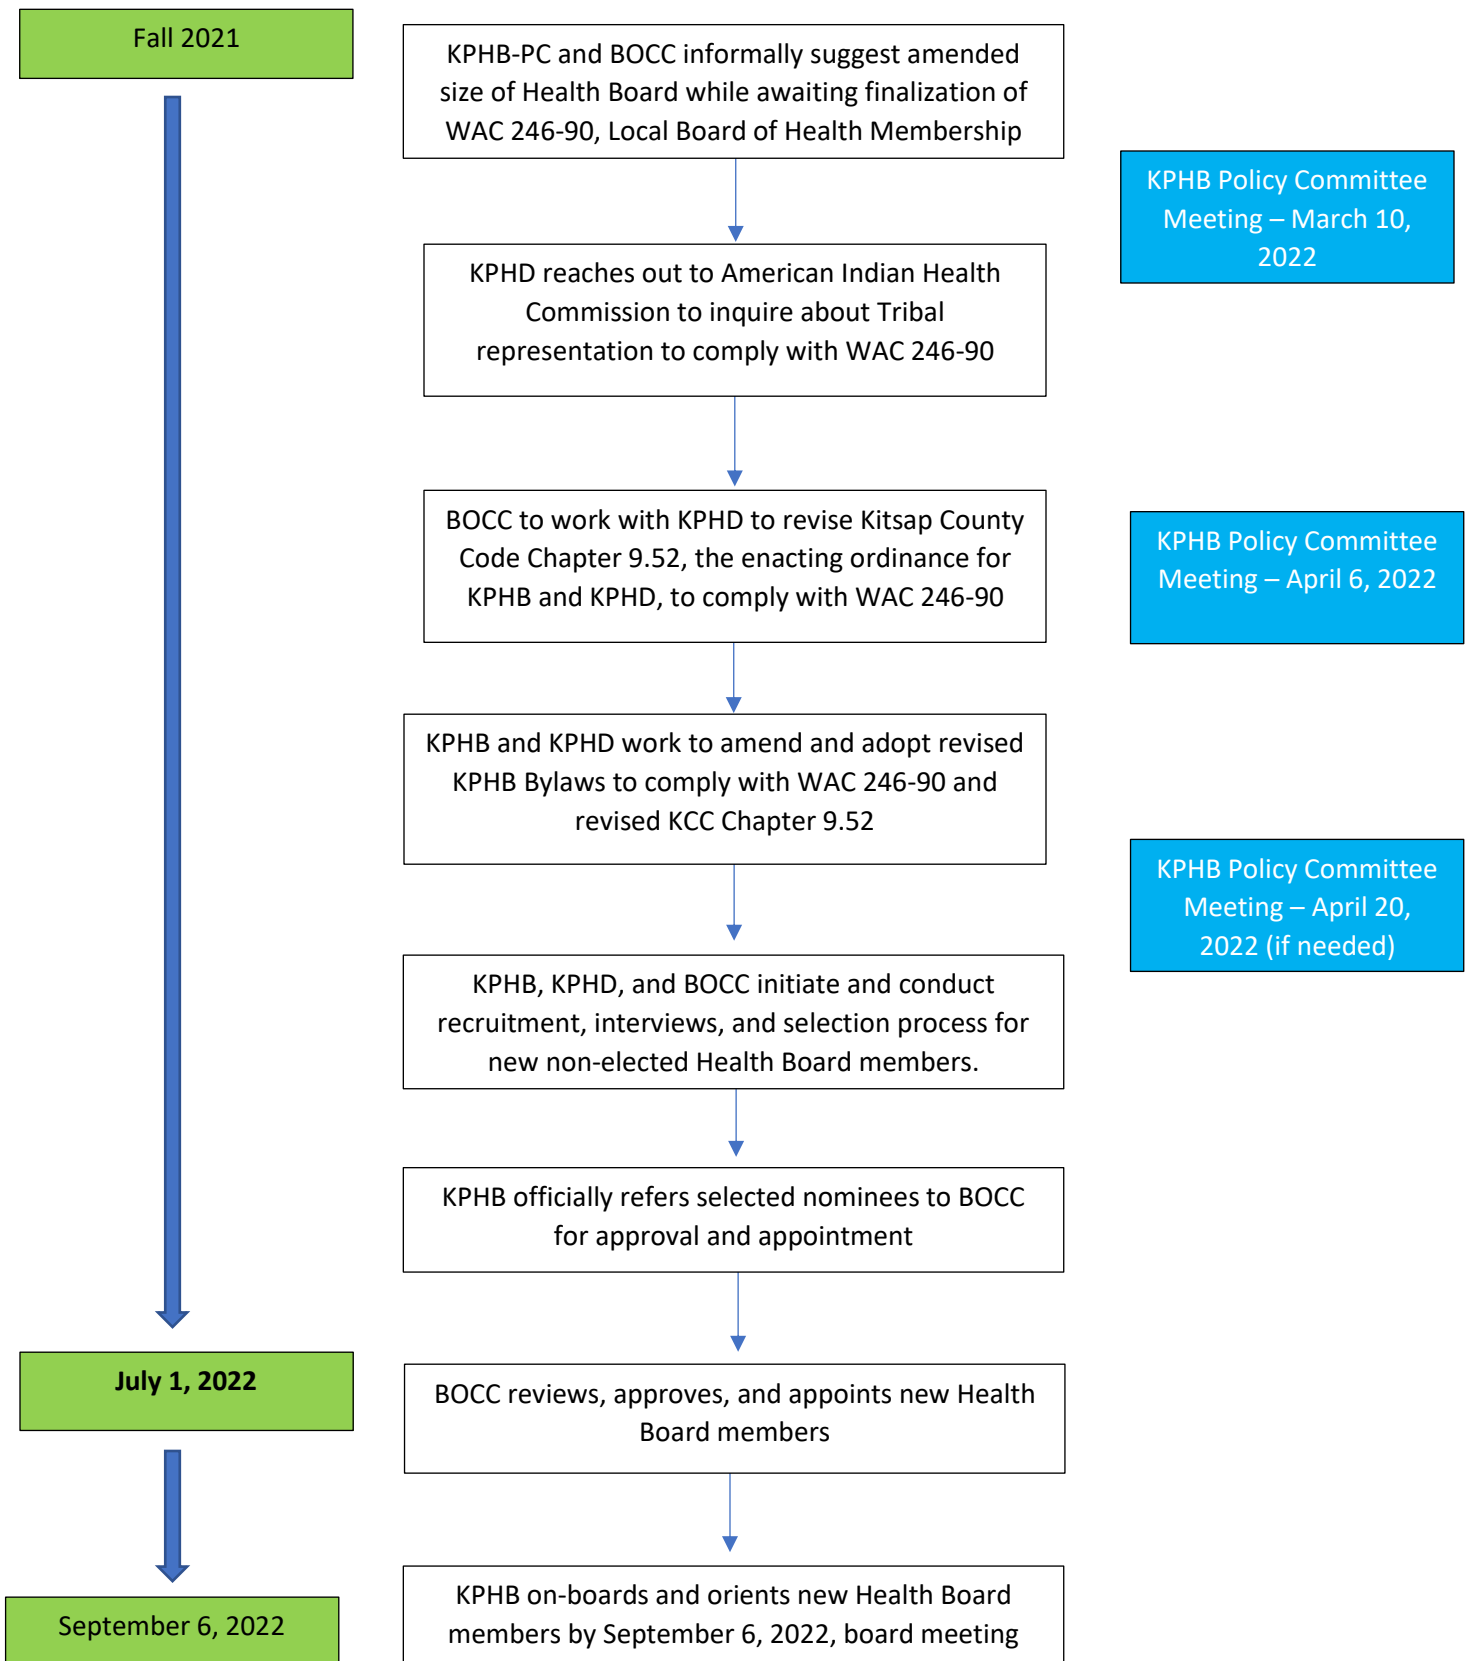 Fall 2021
KPHB-PC and BOCC informally suggest amended
size of Health Board while awaiting finalization of
WAC 246-90, Local Board of Health Membership
KPHB Policy Committee
Meeting – March 10,
2022
KPHD reaches out to American Indian Health
Commission to inquire about Tribal
representation to comply with WAC 246-90
BOCC to work with KPHD to revise Kitsap County
Code Chapter 9.52, the enacting ordinance for
KPHB and KPHD, to comply with WAC 246-90
KPHB Policy Committee
Meeting – April 6, 2022
KPHB and KPHD work to amend and adopt revised
KPHB Bylaws to comply with WAC 246-90 and
revised KCC Chapter 9.52
KPHB Policy Committee
Meeting – April 20,
2022 (if needed)
KPHB, KPHD, and BOCC initiate and conduct
recruitment, interviews, and selection process for
new non-elected Health Board members.
KPHB officially refers selected nominees to BOCC
for approval and appointment
July 1, 2022
BOCC reviews, approves, and appoints new Health
Board members
September 6, 2022
KPHB on-boards and orients new Health Board
members by September 6, 2022, board meeting